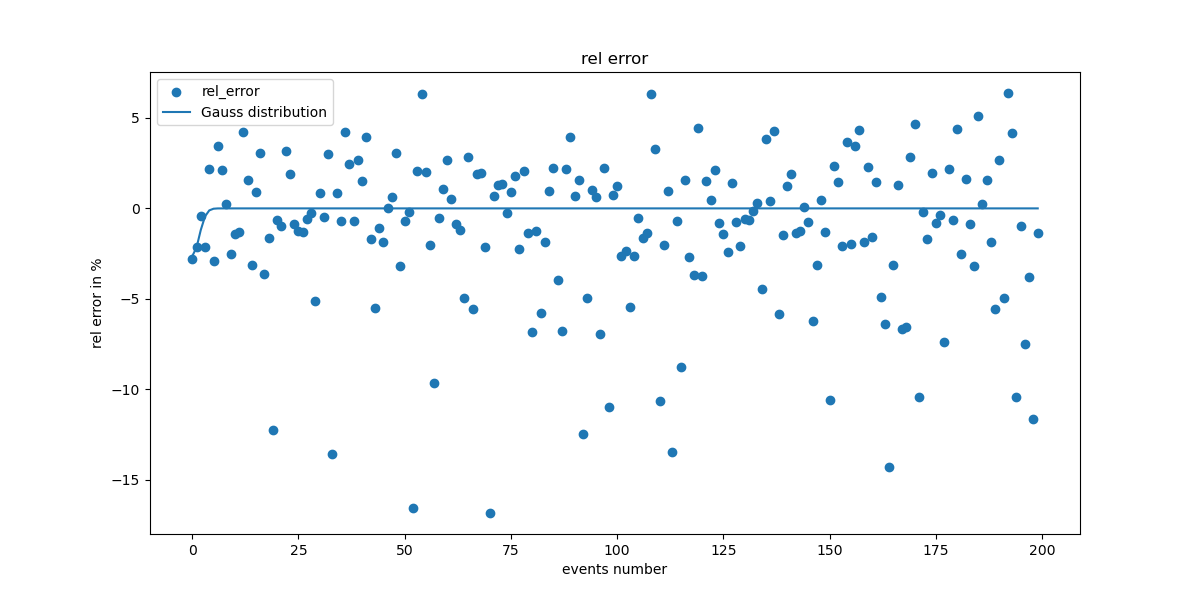 rel error
rel_error
Gauss distribution
rel error in %
5
0
−5
−10
−15
0 25 50 75 100 125 150 175 200
events number